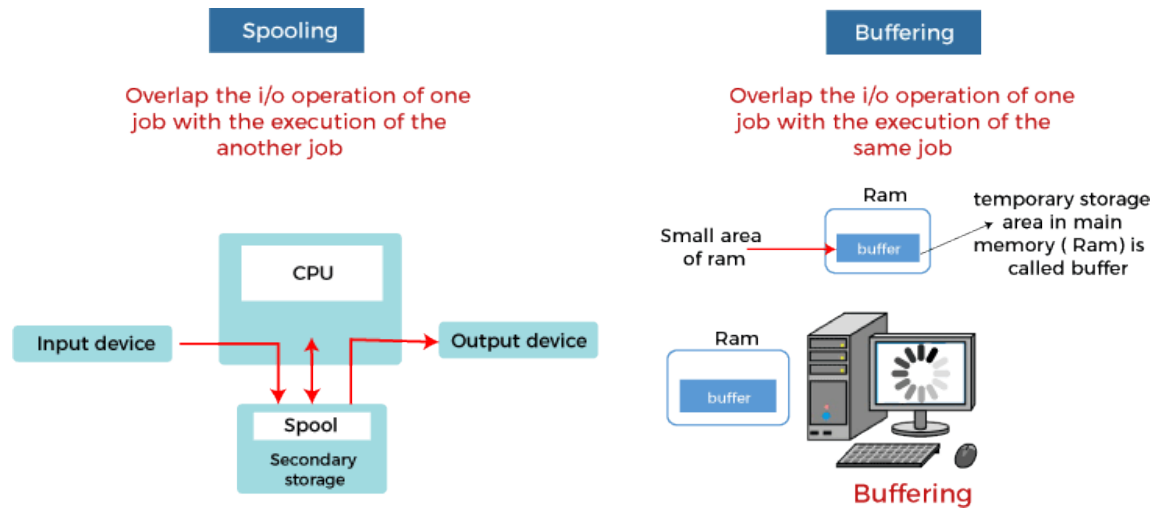 Spooling
Overlap the i/o operation of one
job with the execution of the
another job
CPU
Input device
Output device
Spool
Secondary
storage
Buffering
Overlap the i/o operation of one
job with the execution of the
same job
Ram
Small area
of ram
buffer
temporary storage
area in main
memory ( Ram) is
called buffer
Ram
buffer
Buffering